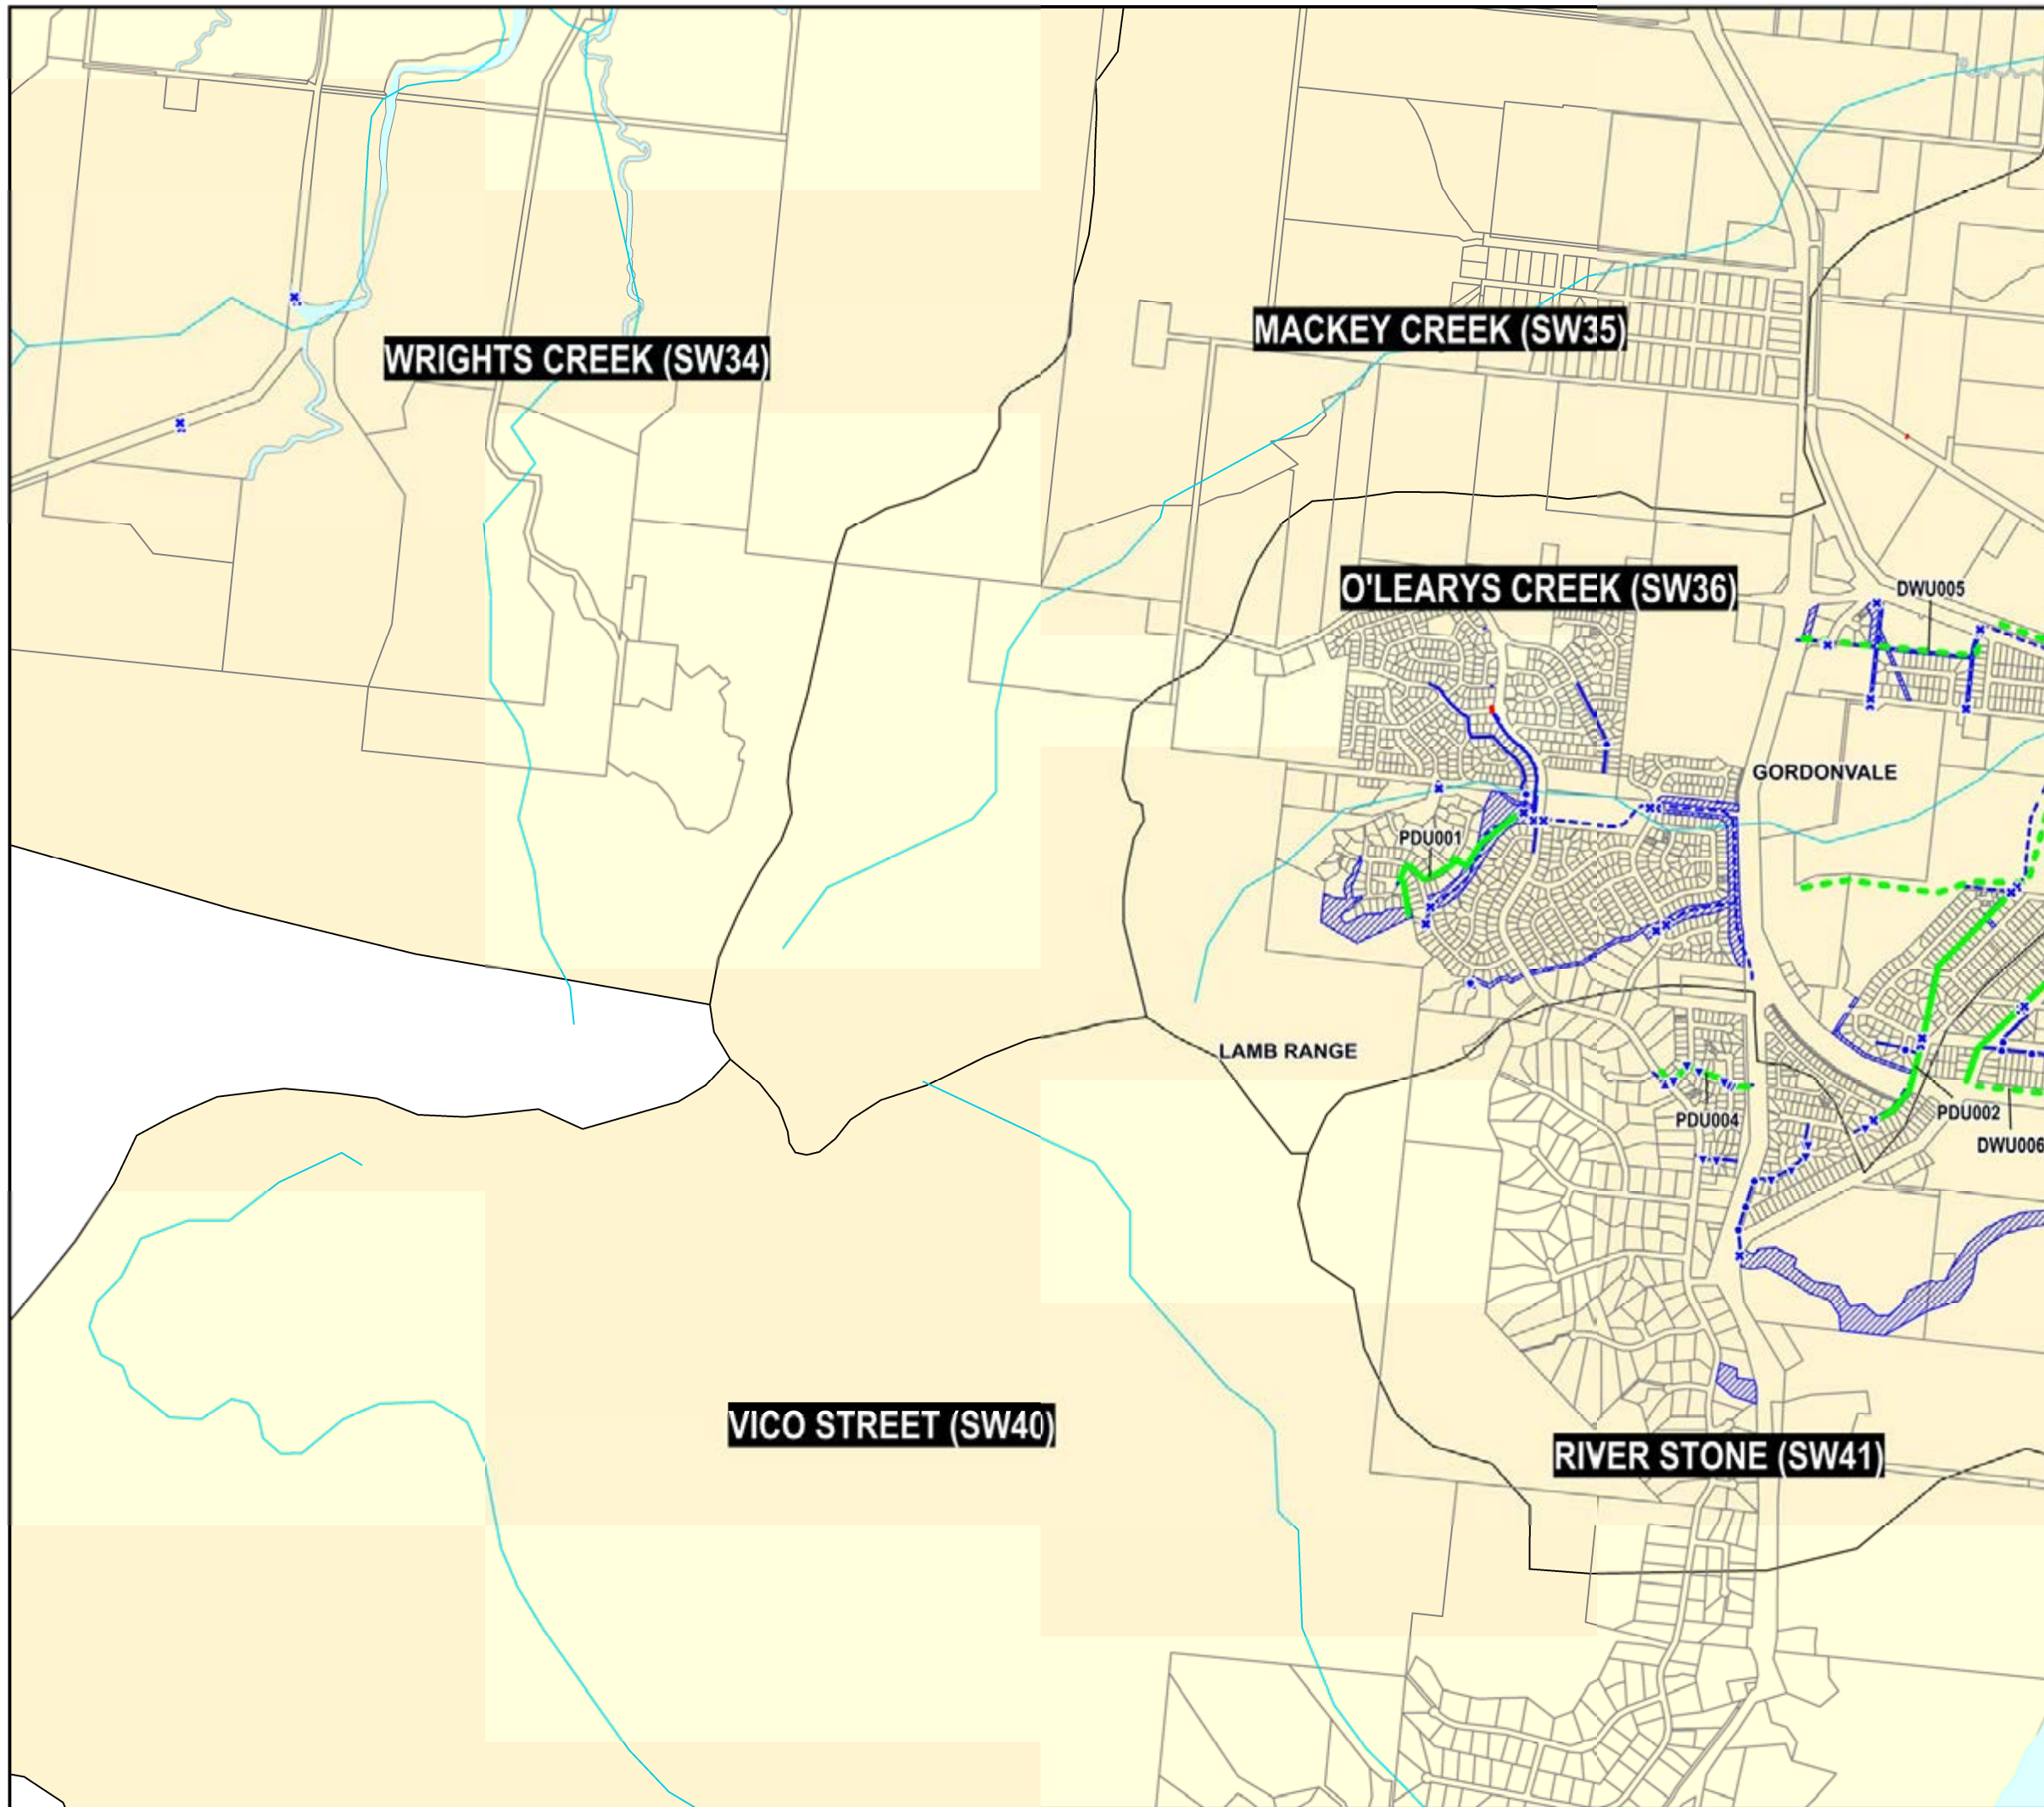 MACKEY CREEK (SW35)
WRIGHTS CREEK (SW34)
O'LEARYS CREEK (SW36)
DWU005
GORDONVALE
PDU001
LAMB RANGE
PDU002
PDU004
DWU006
VICO STREET (SW40)
RIVER STONE (SW41)